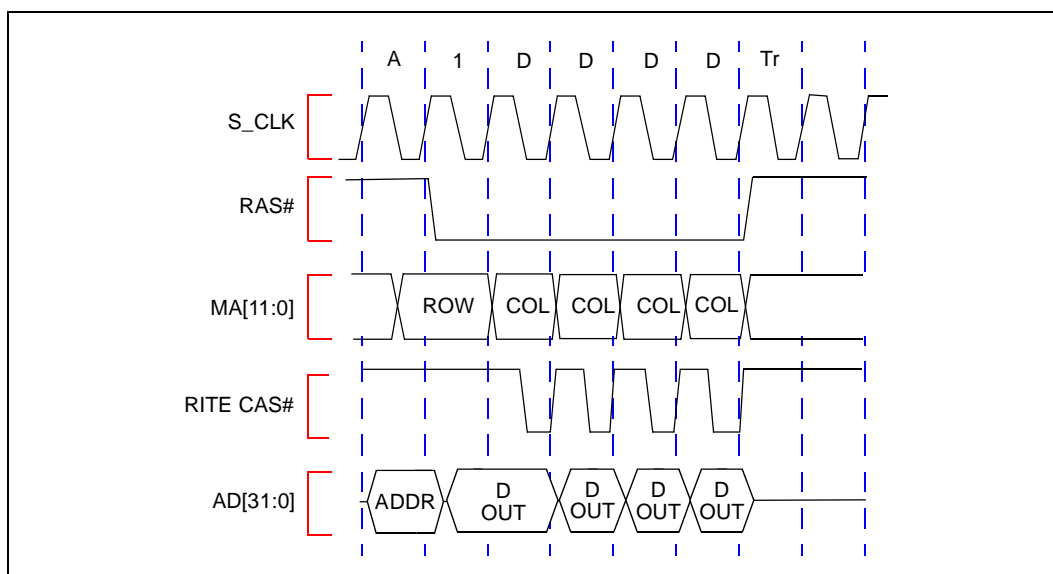 A 1 D D D D Tr
S_CLK
RAS#
MA[11:0] ROW COL COL COL COL
RITE CAS#
AD[31:0] ADDR D OUT D OUT D OUT D OUT